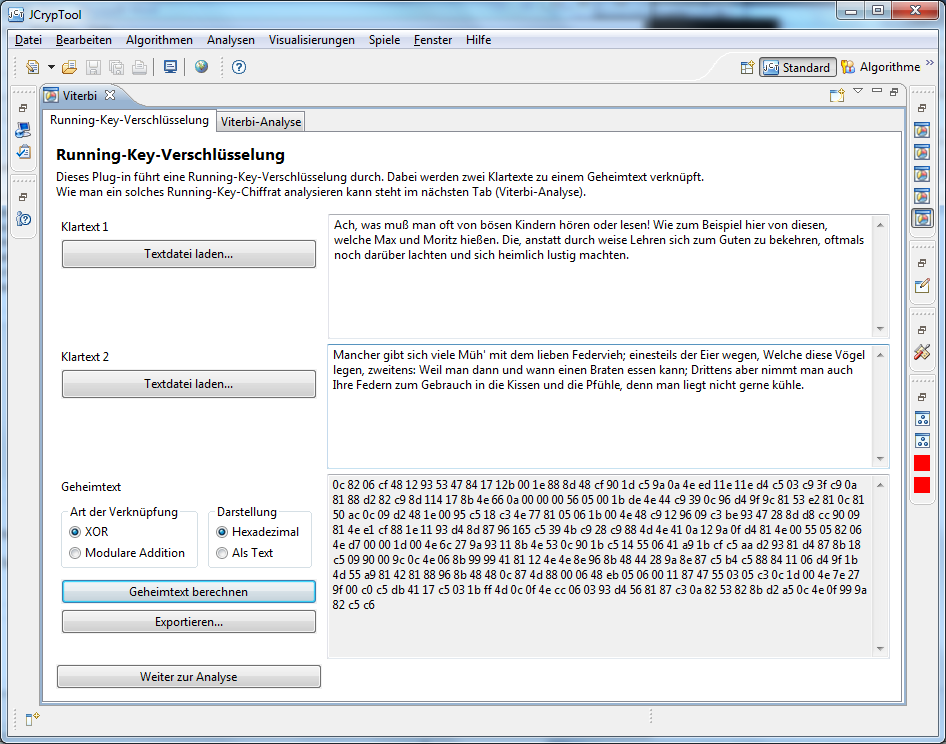 JCrypTool
Datei Bearbeiten Algorithmen Analysen Visualisierungen Spiele Fenster Hilfe
Standard Algorithme »
Viterbi
Running-Key-Verschlüsselung Viterbi-Analyse
Running-Key-Verschlüsselung
Dieses Plug-in führt eine Running-Key-Verschlüsselung durch. Dabei werden zwei Klartexte zu einem Geheimtext verknüpft.
Wie man ein solches Running-Key-Chiffrat analysieren kann steht im nächsten Tab (Viterbi-Analyse).
Klartext 1
Textdatei laden...
Ach, was muß man oft von bösen Kindern hören oder lesen! Wie zum Beispiel hier von diesen,
welche Max und Moritz hießen. Die, anstatt durch weise Lehren sich zum Guten zu bekehren, oftmals
noch darüber lachten und sich heimlich lustig machten.
Klartext 2
Textdatei laden...
Mancher gibt sich viele Müh' mit dem lieben Federvieh; einesteils der Eier wegen, Welche diese Vögel
legen, zweitens: Weil man dann und wann einen Braten essen kann; Drittens aber nimmt man auch
Ihre Federn zum Gebrauch in die Kissen und die Pfühle, denn man liegt nicht gerne kühle.
Geheimtext
Art der Verknüpfung
XOR
Modulare Addition
Darstellung
Hexadezimal
Als Text
Geheimtext berechnen
Exportieren...
0c 82 06 cf 48 12 93 53 47 84 17 12b 00 1e 88 8d 48 cf 90 1d c5 9a 0a 4e ed 11e 11e d4 c5 03 c9 3f c9 0a
81 88 d2 82 c9 8d 114 17 8b 4e 66 0a 00 00 00 56 05 00 1b de 4e 44 c9 39 0c 96 d4 9f 9c 81 53 e2 81 0c 81
50 ac 0c 09 d2 48 1e 00 95 c5 18 c3 4e 77 81 05 06 1b 00 4e 48 c9 12 96 09 c3 be 93 47 28 8d d8 cc 90 09
81 4e e1 cf 88 1e 11 93 d4 8d 87 96 165 c5 39 4b c9 28 c9 88 4d 4e 41 0a 12 9a 0f d4 81 4e 00 55 05 82 06
4e d7 00 00 1d 00 4e 6c 27 9a 93 11 8b 4e 53 0c 90 1b c5 14 55 06 41 a9 1b cf c5 aa d2 93 81 d4 87 8b 18
c5 09 90 00 9c 0c 4e 06 8b 99 99 41 81 12 4e 4e 8e 96 8b 48 44 28 9a 8e 87 c5 b4 c5 88 84 11 06 d4 9f 1b
4d 55 a9 81 42 81 88 96 8b 48 48 0c 87 4d 88 00 06 48 eb 05 06 00 11 87 47 55 03 05 c3 0c 1d 00 4e 7e 27
9f 00 c0 c5 db 41 17 c5 03 1b ff 4d 0c 0f 4e cc 06 03 93 d4 56 81 87 c3 0a 82 53 82 8b d2 a5 0c 4e 0f 99 9a
82 c5 c6
Weiter zur Analyse